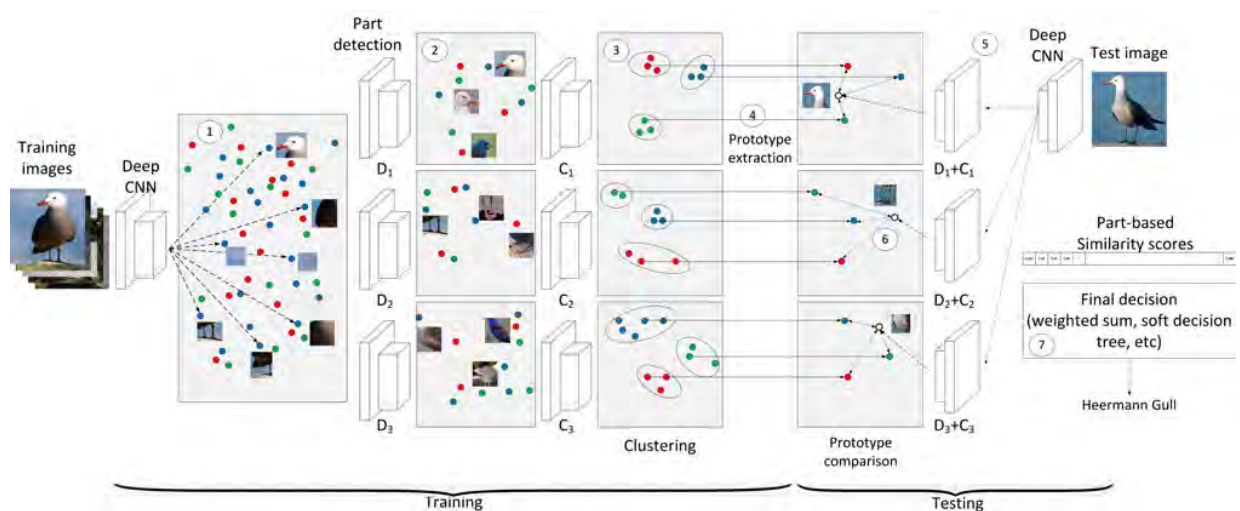 Part
detection
2
3
5
Deep
CNN
Test image
1
Training
images
Deep
CNN
4
Prototype
extraction
D1
C1
D1+C1
6
Part-based
Similarity scores
D2
C2
D2+C2
Final decision
(weighted sum, soft decision
tree, etc)
7
D3
C3
D3+C3
Heermann Gull
Clustering
Prototype
comparison
Training
Testing